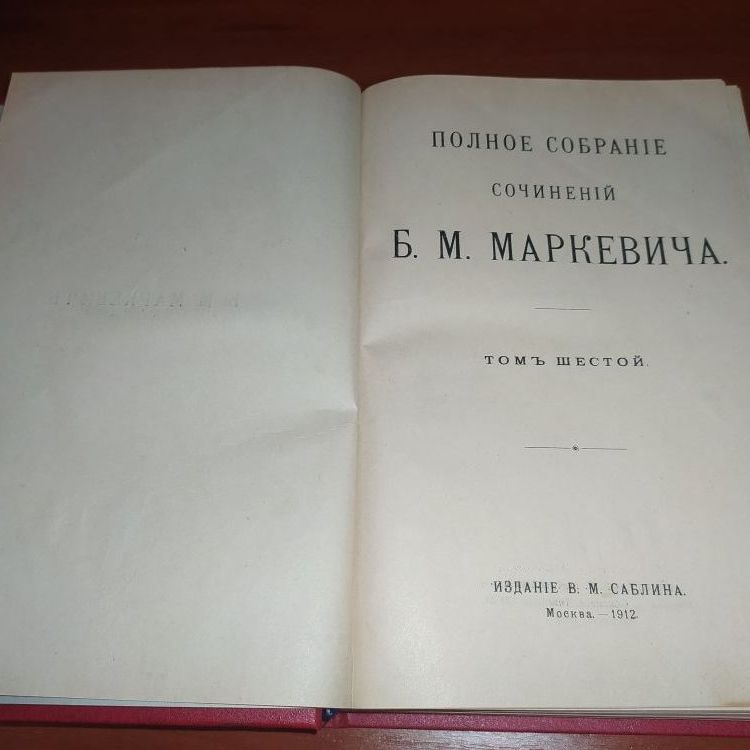 ПОЛНОЕ СОБРАНІЕ
СОЧИНЕНІЙ
Б. М. МАРКЕВИЧА.
ТОМЪ ШЕСТОЙ.
ИЗДАНІЕ В. М. САБЛИНА.
Москва.—1912.